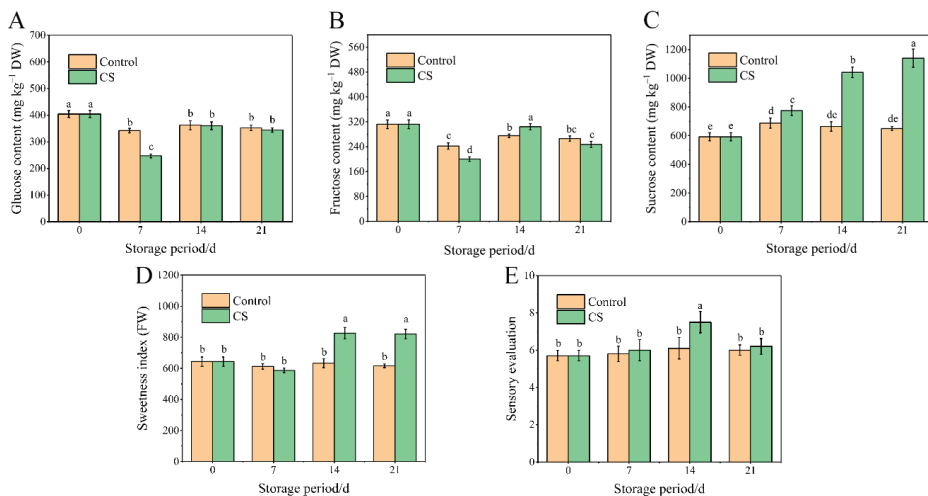 A
Glucose content (mg kg⁻¹ DW)
700
600
500
400
300
200
100
0
Control
CS
a a
b
c
b b
b b
0 7 14 21
Storage period/d
B
Fructose content (mg kg⁻¹ DW)
560
480
400
320
240
160
80
0
Control
CS
a a
c
d
b
a
bc
c
0 7 14 21
Storage period/d
C
Sucrose content (mg kg⁻¹ DW)
1200
1000
800
600
400
200
0
Control
CS
e e
d
c
de
b
de
a
0 7 14 21
Storage period/d
D
Sweetness index (FW)
1200
1000
800
600
400
200
0
Control
CS
b b
b b
b
a
b
a
0 7 14 21
Storage period/d
E
Sensory evaluation
10
8
6
4
2
0
Control
CS
b b
b b
b
a
b b
0 7 14 21
Storage period/d